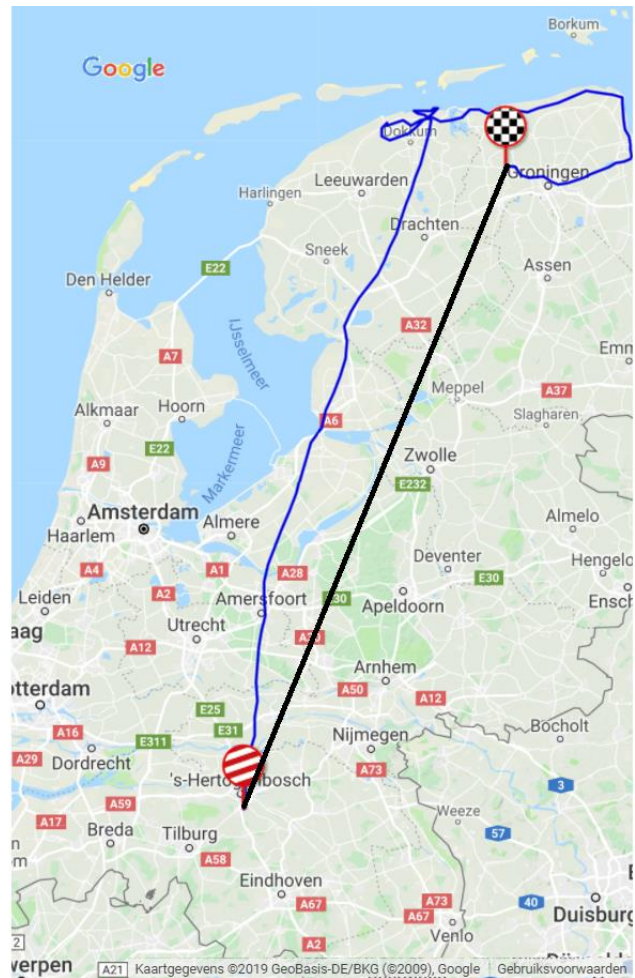 Borkum
Google
Dokkum
Groningen
Leeuwarden
Harlingen
Drachten
Sneek
E22
Assen
Den Helder
A32
IJsselmeer
A7
Emm
Meppel
A37
Hoorn
Alkmaar
Slagharen
A6
E22
Markermeer
A9
Zwolle
E232
Amsterdam
Almere
Almelo
Haarlem
A4
A1
A28
Deventer
E30
Hengelo
A2
Leiden
Amersfoort
E30
Apeldoorn
Ensch
aag
Utrecht
A12
A30
Arnhem
otterdam
A50
A12
E25
A16
E311
E31
Nijmegen
Bocholt
A29
Dordrecht
A73
's-Hertogenbosch
A59
3
A17
Weeze
57
Breda
Tilburg
A58
Eindhoven
A67
A73
A67
40
Duisburg
A2
Venlo
2
werpen
A21
Kaartgegevens ©2019 GeoBasis-DE/BKG (©2009), Google
Gebruiksvoorwaarden